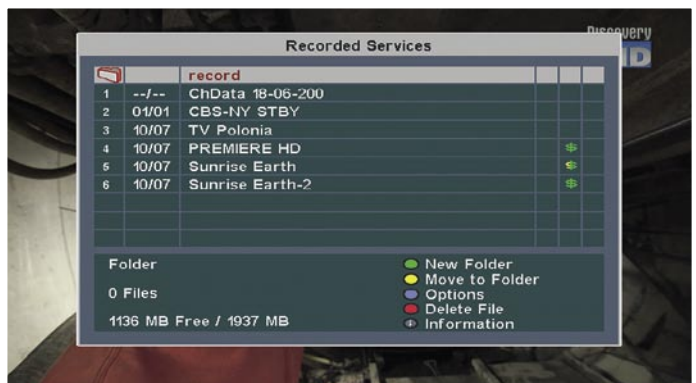 Discovery
HD
Recorded Services
record
1 --/-- ChData 18-06-200
2 01/01 CBS-NY STBY
3 10/07 TV Polonia
4 10/07 PREMIERE HD $
5 10/07 Sunrise Earth $
6 10/07 Sunrise Earth-2 $
Folder
0 Files
1136 MB Free / 1937 MB
New Folder
Move to Folder
Options
Delete File
Information